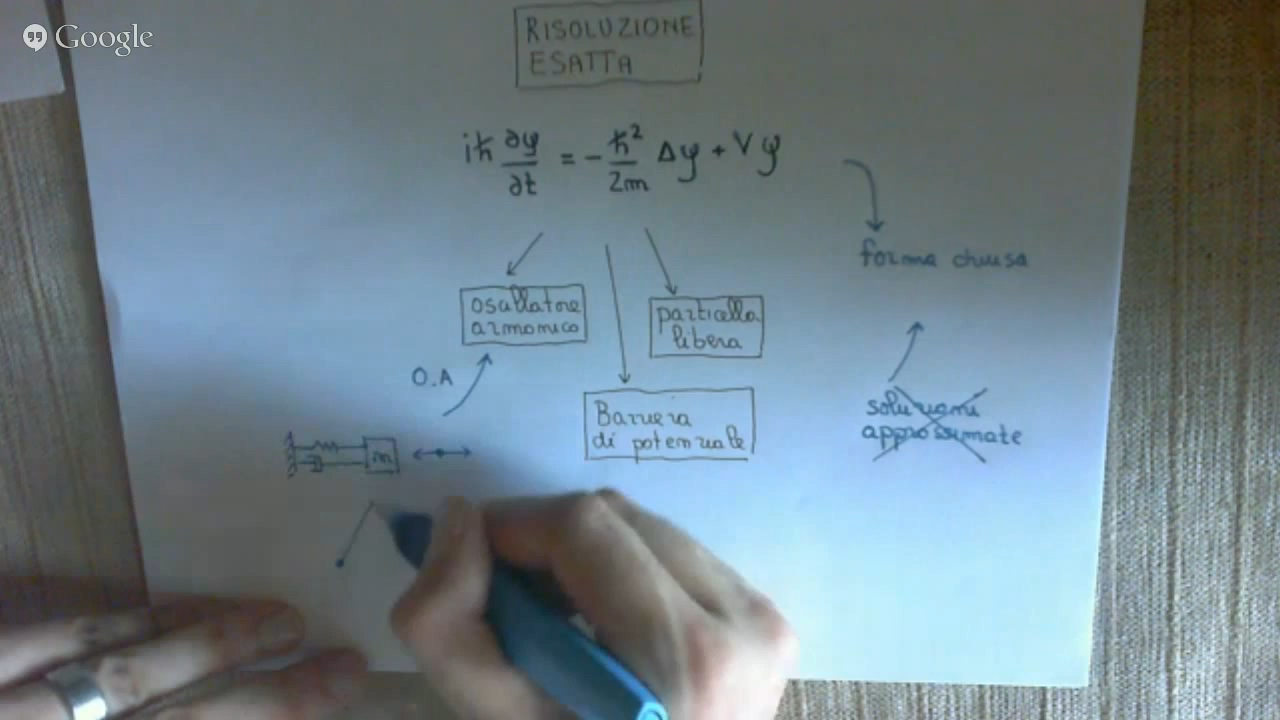 Google
RISOLUZIONE
ESATTA
iħ ∂ψ/∂t = - ħ²/2m Δψ + Vψ
forma chiusa
oscillatore
armonico
particella
libera
O.A
Barriera
di potenziale
soluzioni
approssimate
m